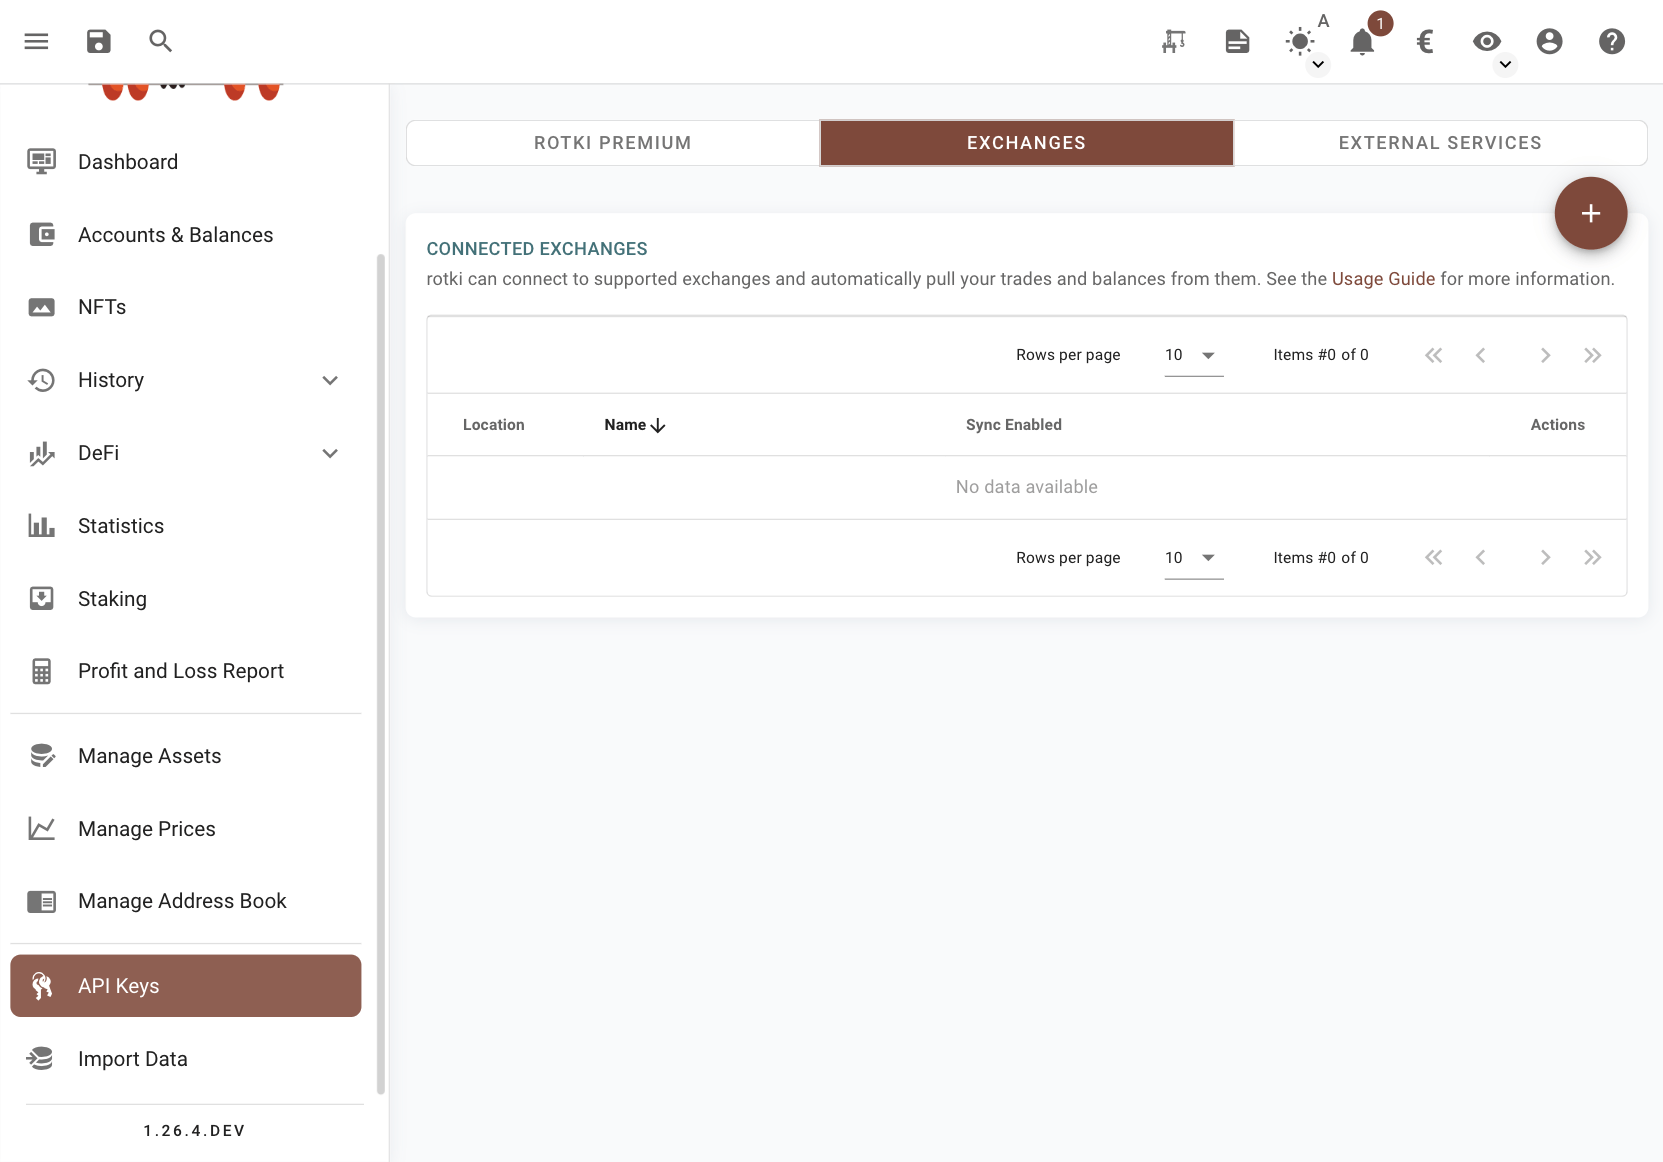 A
1
€
Dashboard
Accounts & Balances
NFTs
History
DeFi
Statistics
Staking
Profit and Loss Report
Manage Assets
Manage Prices
Manage Address Book
API Keys
Import Data
1.26.4.DEV
ROTKI PREMIUM
EXCHANGES
EXTERNAL SERVICES
+
CONNECTED EXCHANGES
rotki can connect to supported exchanges and automatically pull your trades and balances from them. See the Usage Guide for more information.
Rows per page 10 Items #0 of 0
Location Name Sync Enabled Actions
No data available
Rows per page 10 Items #0 of 0